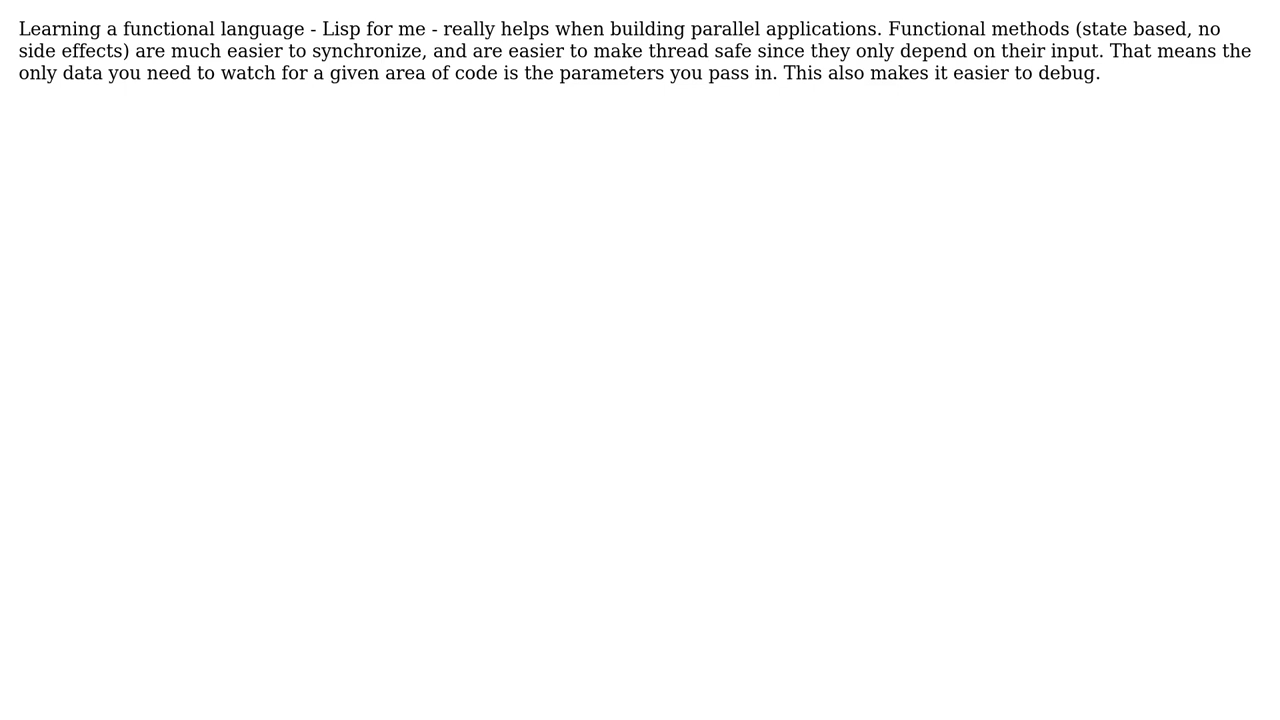 Learning a functional language - Lisp for me - really helps when building parallel applications. Functional methods (state based, no
side effects) are much easier to synchronize, and are easier to make thread safe since they only depend on their input. That means the
only data you need to watch for a given area of code is the parameters you pass in. This also makes it easier to debug.